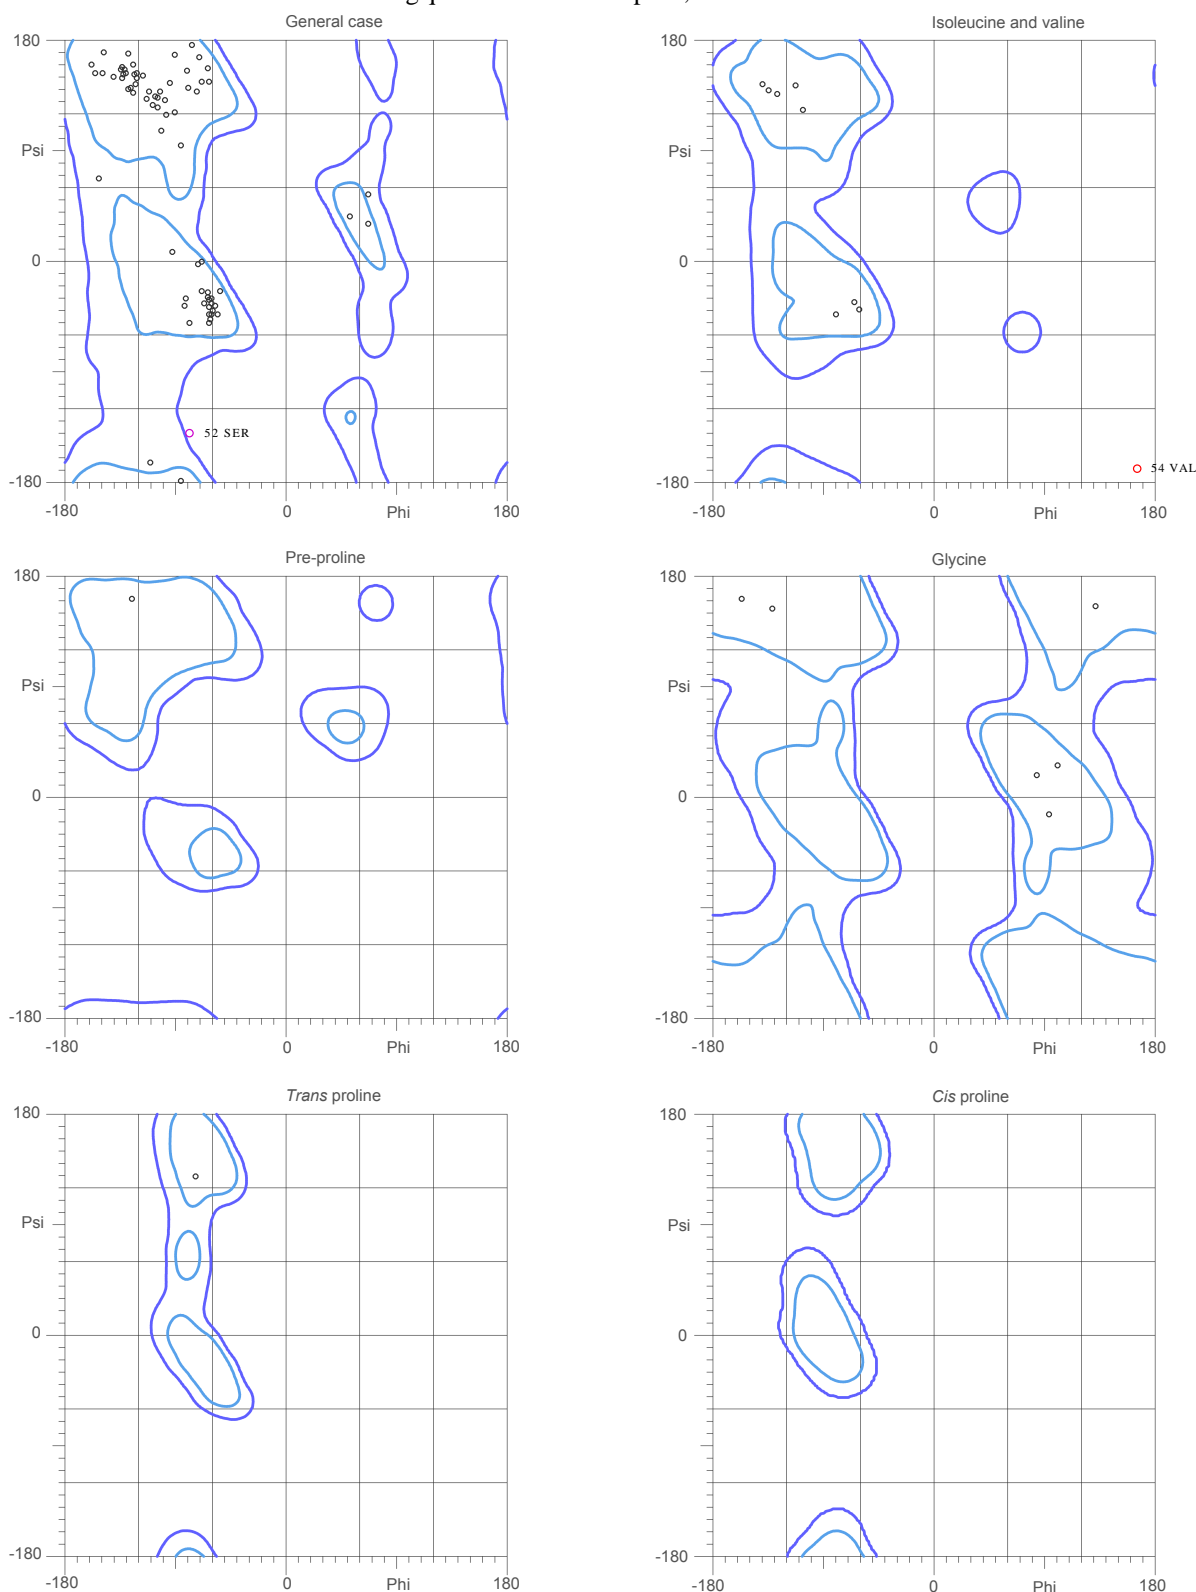 General case
Isoleucine and valine
180
180
Psi
Psi
0
0
52 SER
54 VAL
-180
-180
-180
0
Phi
180
-180
0
Phi
180
Pre-proline
Glycine
180
180
Psi
Psi
0
0
-180
-180
-180
0
Phi
180
-180
0
Phi
180
Trans proline
Cis proline
180
180
Psi
Psi
0
0
-180
-180
-180
0
Phi
180
-180
0
Phi
180